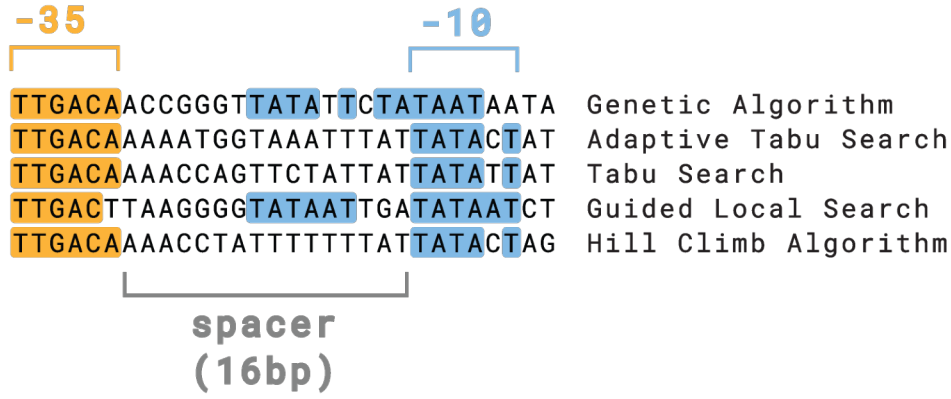 -35 -10
TTGACAACCGGGTTATATTCTATAATAATA Genetic Algorithm
TTGACAAAAATGGTAAATTTATTATACTAT Adaptive Tabu Search
TTGACAAAACCAGTTCTATTATTATATTAT Tabu Search
TTGACTTAAGGGGTATAATTGATATAATCT Guided Local Search
TTGACAAAACCTATTTTTTTATTATACTAG Hill Climb Algorithm
spacer
(16bp)